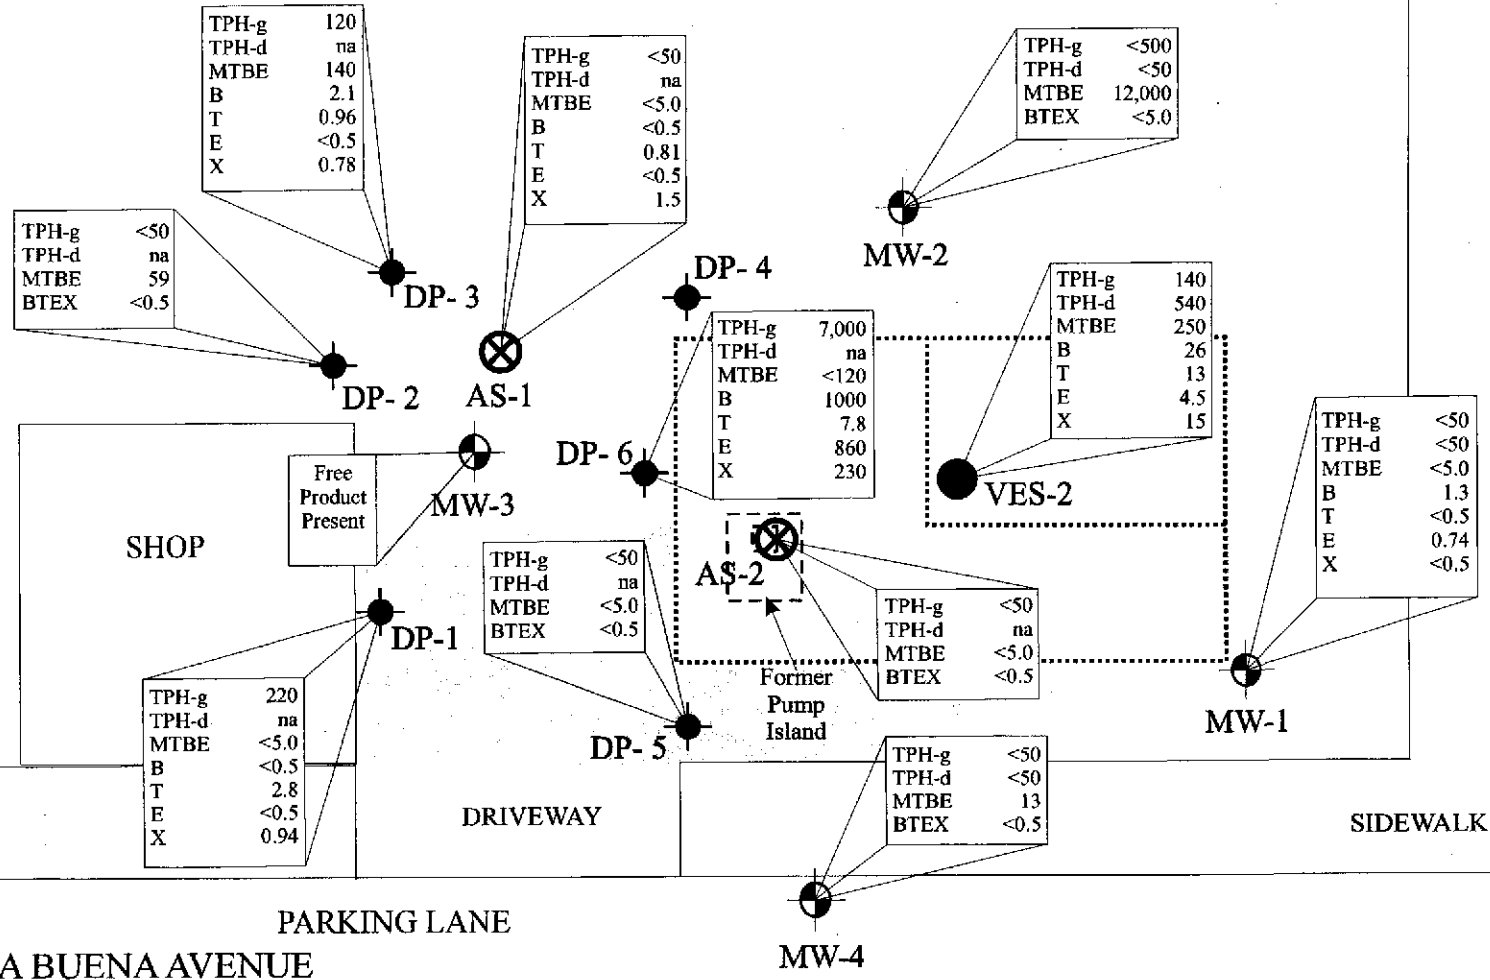 TPH-g 120
TPH-d na
MTBE 140
B 2.1
T 0.96
E <0.5
X 0.78
TPH-g <50
TPH-d na
MTBE <5.0
B <0.5
T 0.81
E <0.5
X 1.5
TPH-g <500
TPH-d <50
MTBE 12,000
BTEX <5.0
MW-2
TPH-g <50
TPH-d na
MTBE 59
BTEX <0.5
DP- 3
DP- 4
DP- 2
AS-1
TPH-g 7,000
TPH-d na
MTBE <120
B 1000
T 7.8
E 860
X 230
DP- 6
TPH-g 140
TPH-d 540
MTBE 250
B 26
T 13
E 4.5
X 15
VES-2
TPH-g <50
TPH-d <50
MTBE <5.0
B 1.3
T <0.5
E 0.74
X <0.5
MW-1
Free
Product
Present
MW-3
SHOP
AS-2
TPH-g <50
TPH-d na
MTBE <5.0
BTEX <0.5
DP- 5
TPH-g <50
TPH-d na
MTBE <5.0
BTEX <0.5
Former
Pump
Island
DP-1
TPH-g 220
TPH-d na
MTBE <5.0
B <0.5
T 2.8
E <0.5
X 0.94
TPH-g <50
TPH-d <50
MTBE 13
BTEX <0.5
MW-4
DRIVEWAY
SIDEWALK
PARKING LANE
A BUENA AVENUE